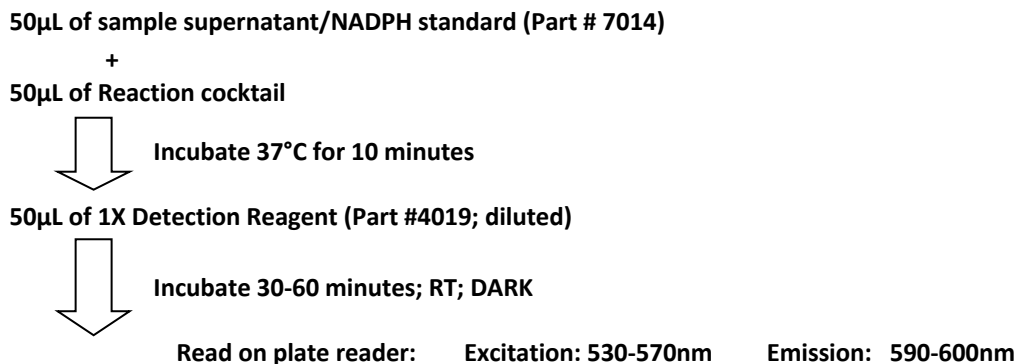 50µL of sample supernatant/NADPH standard (Part # 7014)
+
50µL of Reaction cocktail
Incubate 37°C for 10 minutes
50µL of 1X Detection Reagent (Part #4019; diluted)
Incubate 30-60 minutes; RT; DARK
Read on plate reader: Excitation: 530-570nm Emission: 590-600nm